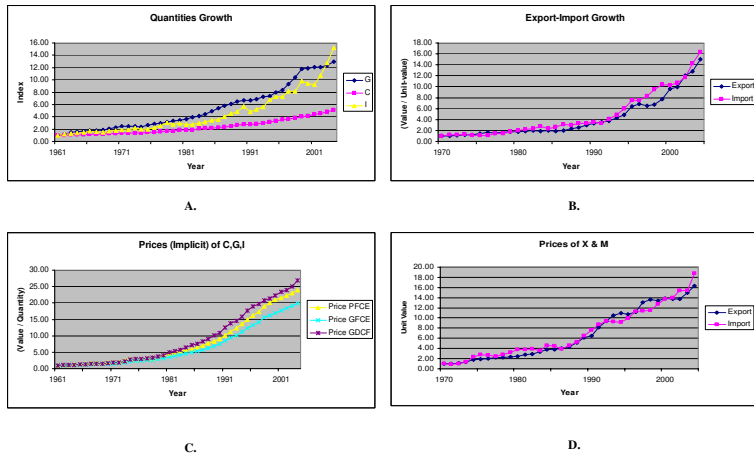 Quantities Growth
16.00
14.00
12.00
10.00
8.00
6.00
4.00
2.00
0.00
Index
1961
1971
1981
1991
2001
Year
G
C
I
A.
Export-Import Growth
18.00
16.00
14.00
12.00
10.00
8.00
6.00
4.00
2.00
0.00
(Value / Unit-value)
1970
1980
1990
2000
Year
Export
Import
B.
Prices (Implicit) of C,G,I
30.00
25.00
20.00
15.00
10.00
5.00
0.00
(Value / Quantity)
1961
1971
1981
1991
2001
Year
Price PFCE
Price GFCE
Price GDCF
C.
Prices of X & M
20.00
18.00
16.00
14.00
12.00
10.00
8.00
6.00
4.00
2.00
0.00
Unit Value
1970
1980
1990
2000
Year
Export
Import
D.